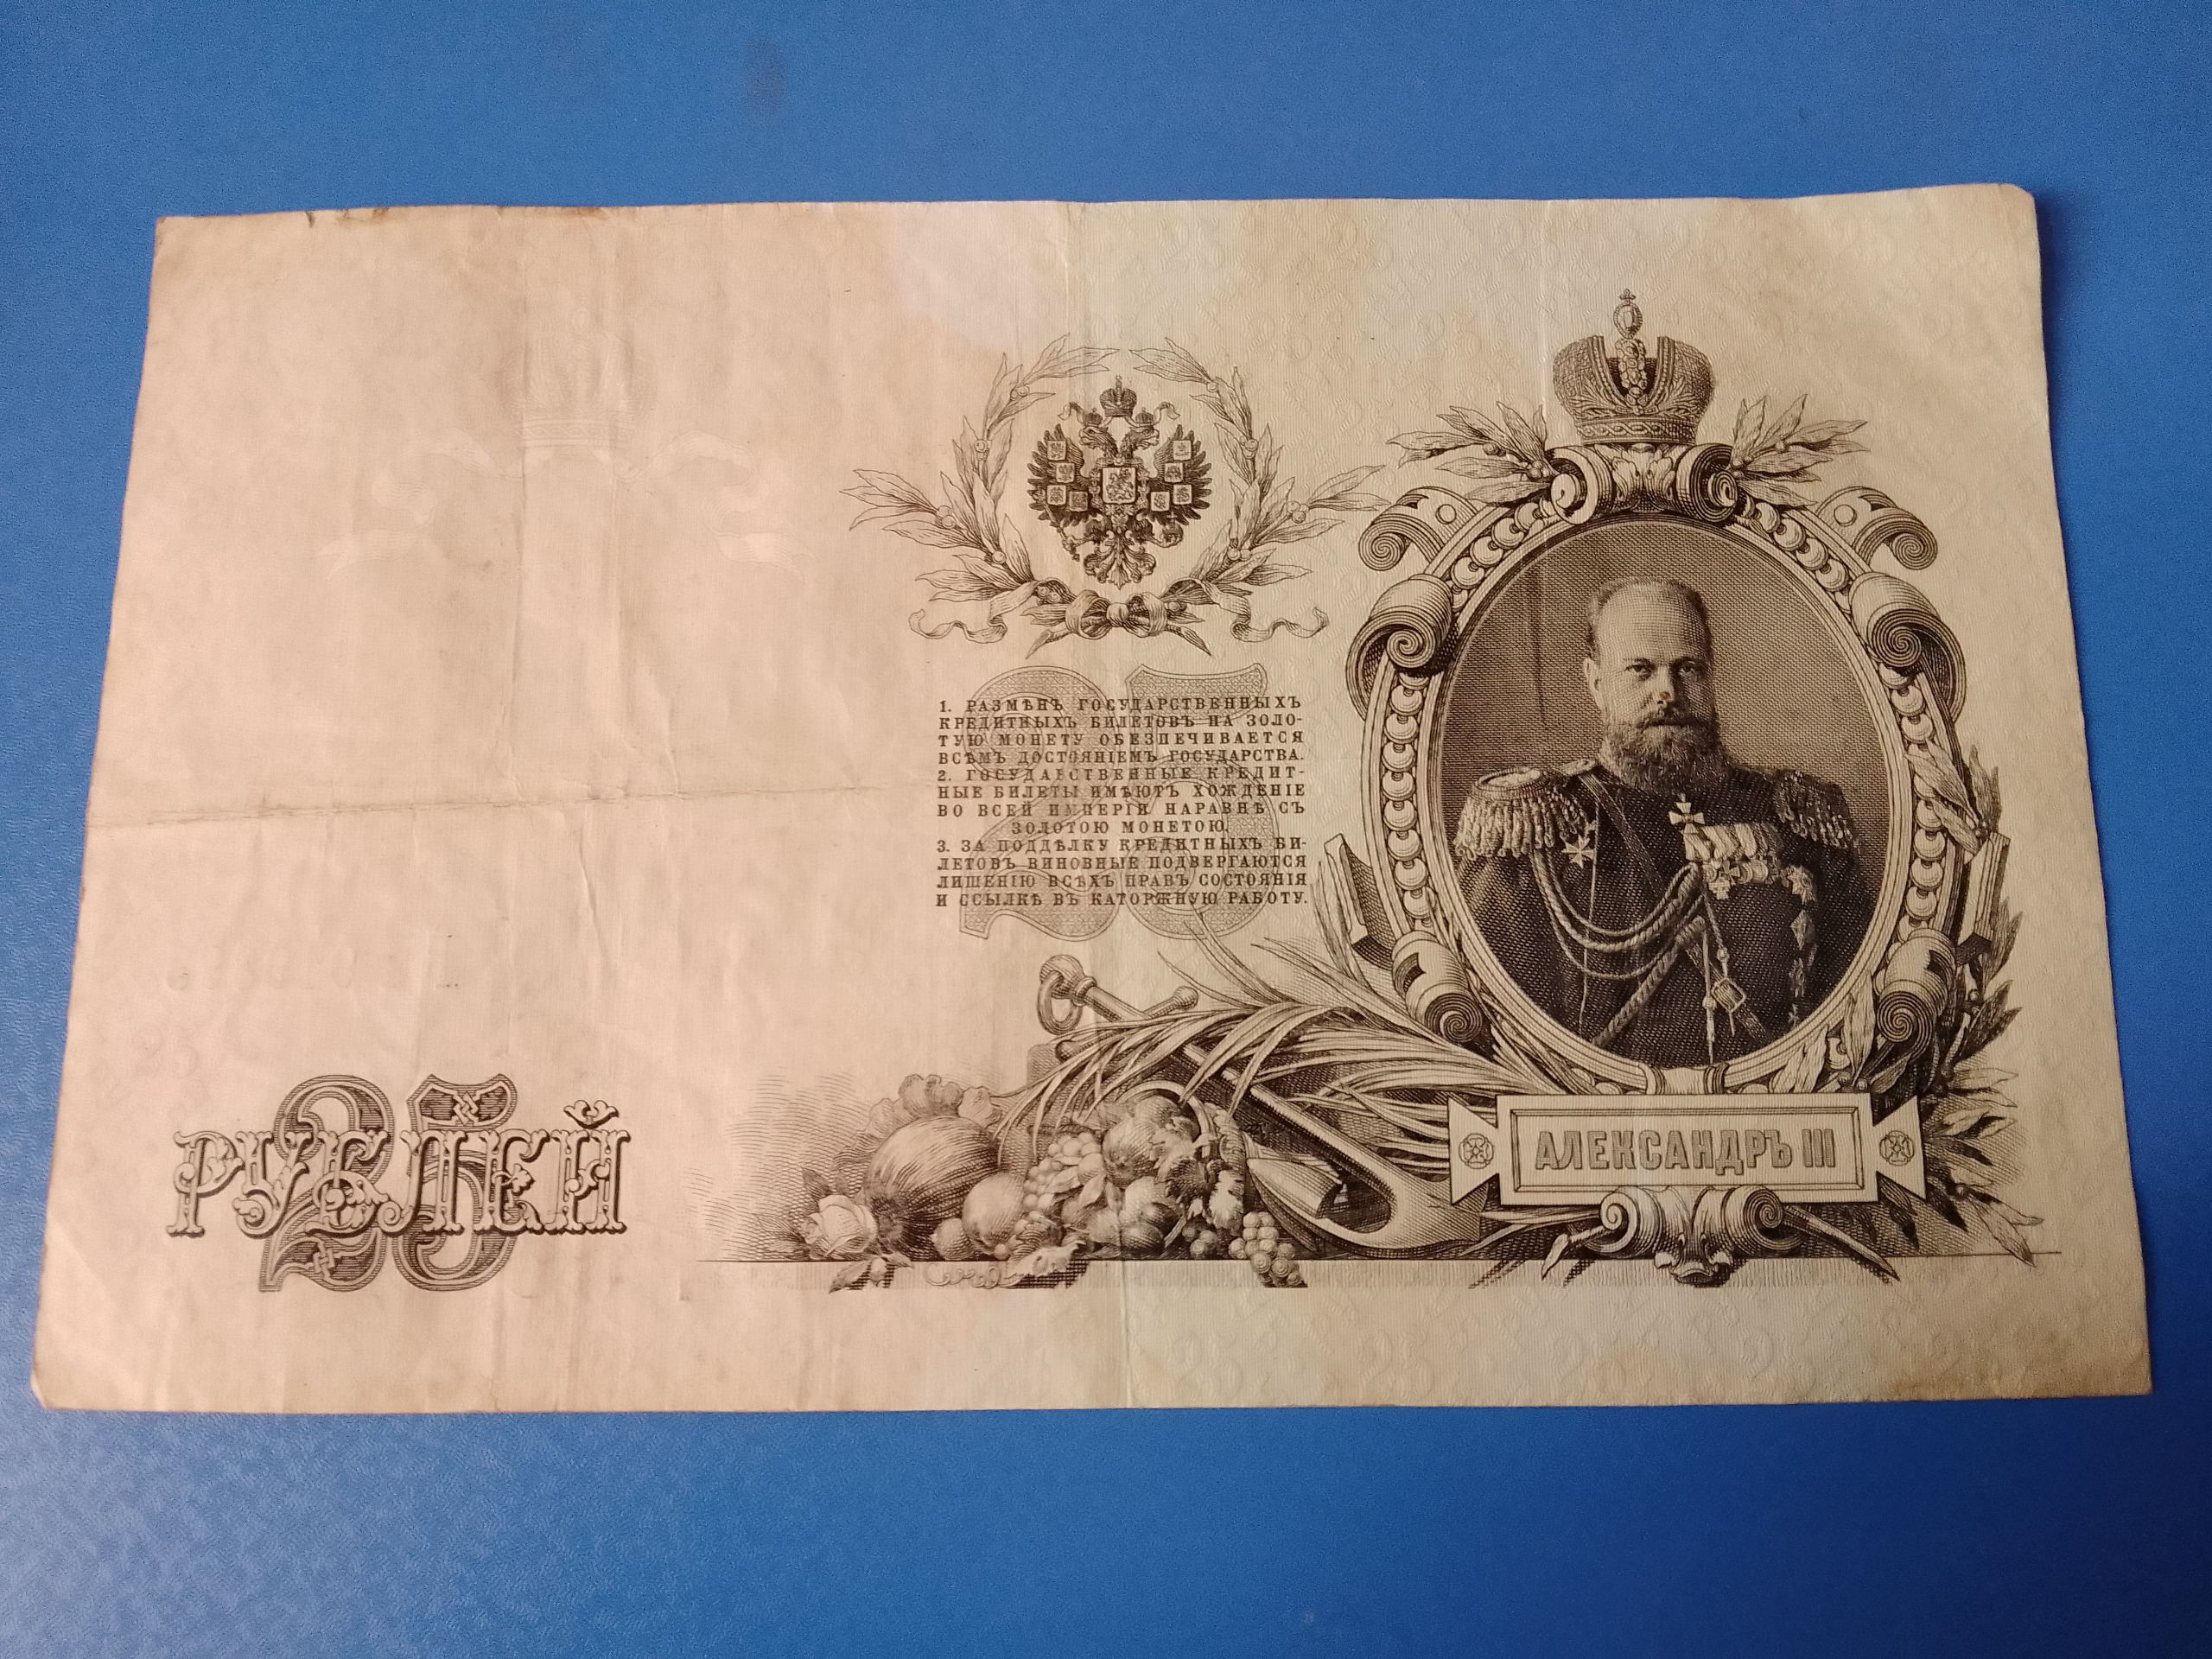 1. РАЗМѢНЪ ГОСУДАРСТВЕННЫХЪ
КРЕДИТНЫХЪ БИЛЕТОВЪ НА ЗОЛО-
ТУЮ МОНЕТУ ОБЕЗПЕЧИВАЕТСЯ
ВСѢМЪ ДОСТОЯНІЕМЪ ГОСУДАРСТВА.
2. ГОСУДАРСТВЕННЫЕ КРЕДИТ-
НЫЕ БИЛЕТЫ ИМѢЮТЪ ХОЖДЕНІЕ
ВО ВСЕЙ ИМПЕРІИ НАРАВНѢ СЪ
ЗОЛОТОЮ МОНЕТОЮ.
3. ЗА ПОДДѢЛКУ КРЕДИТНЫХЪ БИ-
ЛЕТОВЪ ВИНОВНЫЕ ПОДВЕРГАЮТСЯ
ЛИШЕНІЮ ВСѢХЪ ПРАВЪ СОСТОЯНІЯ
И ССЫЛКѢ ВЪ КАТОРЖНУЮ РАБОТУ.
25
25
РУБЛЕЙ
АЛЕКСАНДРЪ III